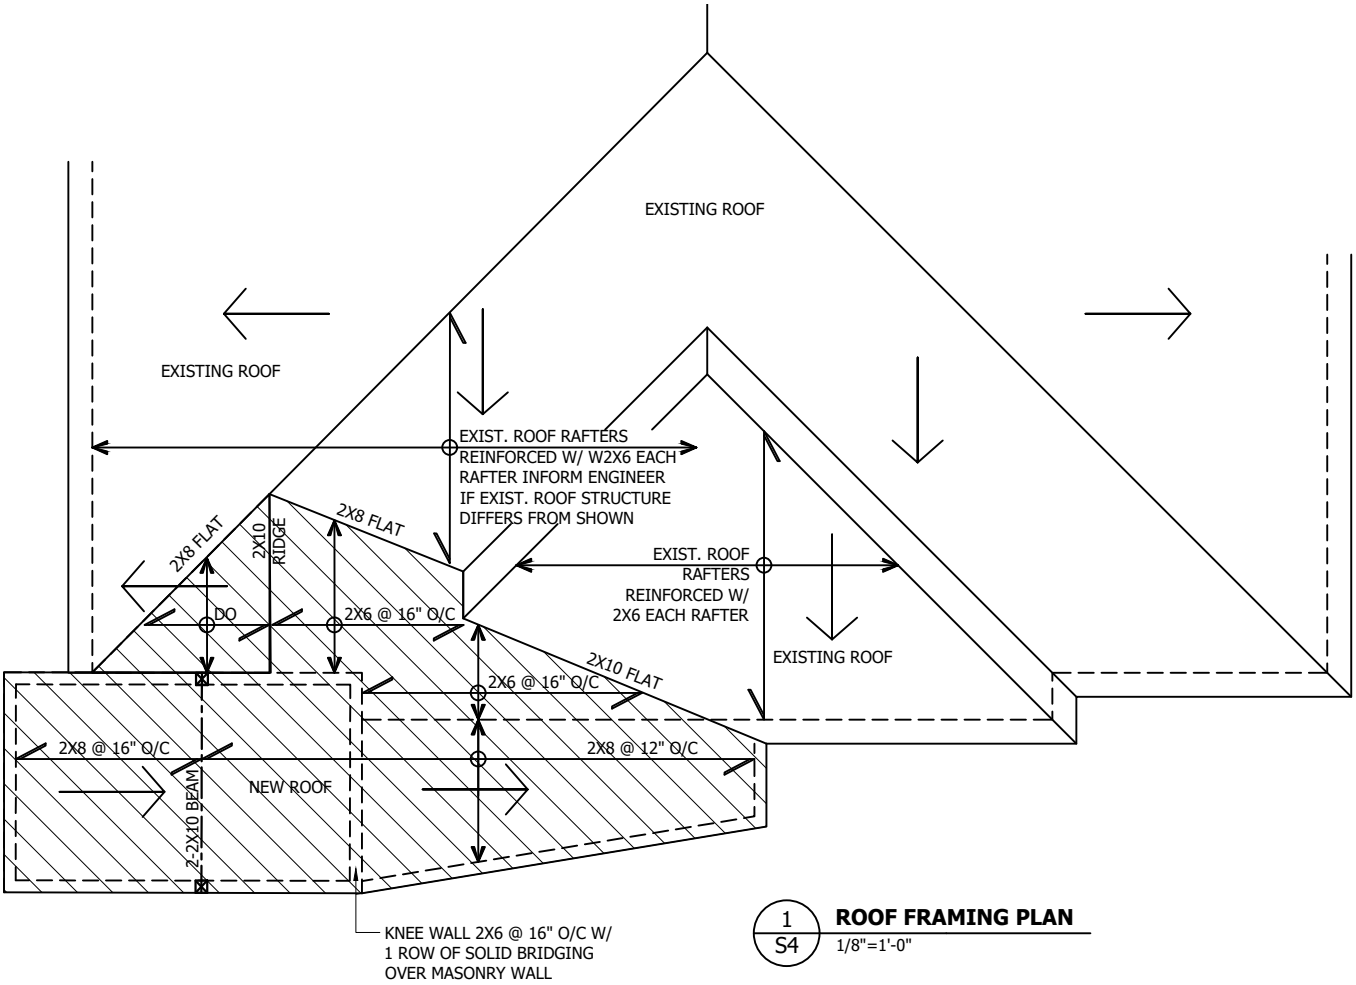 EXISTING ROOF
EXISTING ROOF
EXIST. ROOF RAFTERS
REINFORCED W/ W2X6 EACH
RAFTER INFORM ENGINEER
IF EXIST. ROOF STRUCTURE
DIFFERS FROM SHOWN
2X8 FLAT
2X10
RIDGE
2X8 FLAT
EXIST. ROOF
RAFTERS
REINFORCED W/
2X6 EACH RAFTER
DO
2X6 @ 16" O/C
EXISTING ROOF
2X10 FLAT
2X6 @ 16" O/C
2X8 @ 16" O/C
2X8 @ 12" O/C
NEW ROOF
2-2X10 BEAM
KNEE WALL 2X6 @ 16" O/C W/
1 ROW OF SOLID BRIDGING
OVER MASONRY WALL
1
S4
ROOF FRAMING PLAN
1/8"=1'-0"